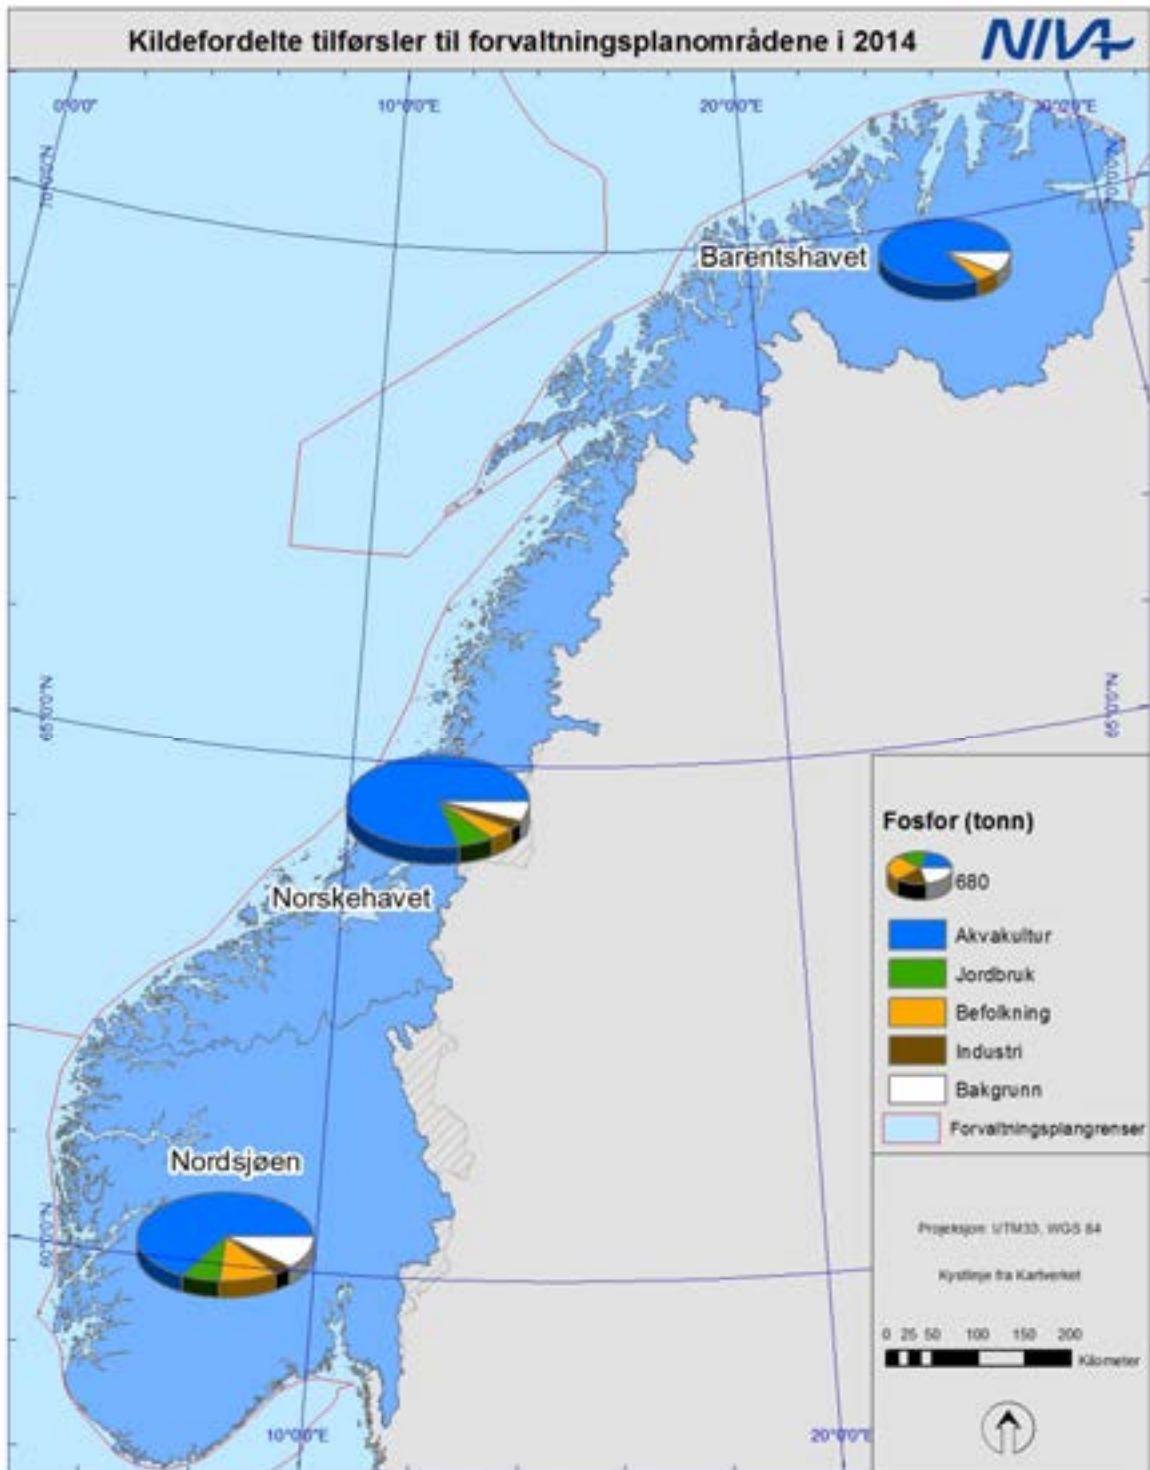 Kildefordelte tilførsler til forvaltningsplanområdene i 2014
NIVA
0°0'0"
10°0'0"E
20°0'0"E
30°0'0"E
70°0'0"N
70°0'0"N
Barentshavet
65°0'0"N
65°0'0"N
Norskehavet
Nordsjøen
60°0'0"N
10°0'0"E
20°0'0"E
Fosfor (tonn)
680
Akvakultur
Jordbruk
Befolkning
Industri
Bakgrunn
Forvaltningsplangrenser
Projeksjon: UTM33, WGS 84
Kystlinje fra Kartverket
0 25 50 100 150 200
Kilometer